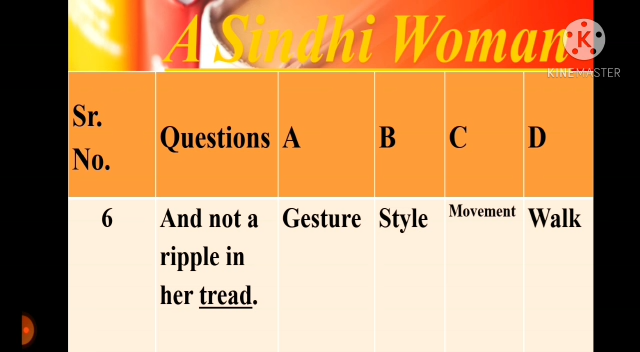 A Sindhi Woman
K
KINEMASTER
Sr. No. Questions A B C D
6 And not a ripple in her tread. Gesture Style Movement Walk